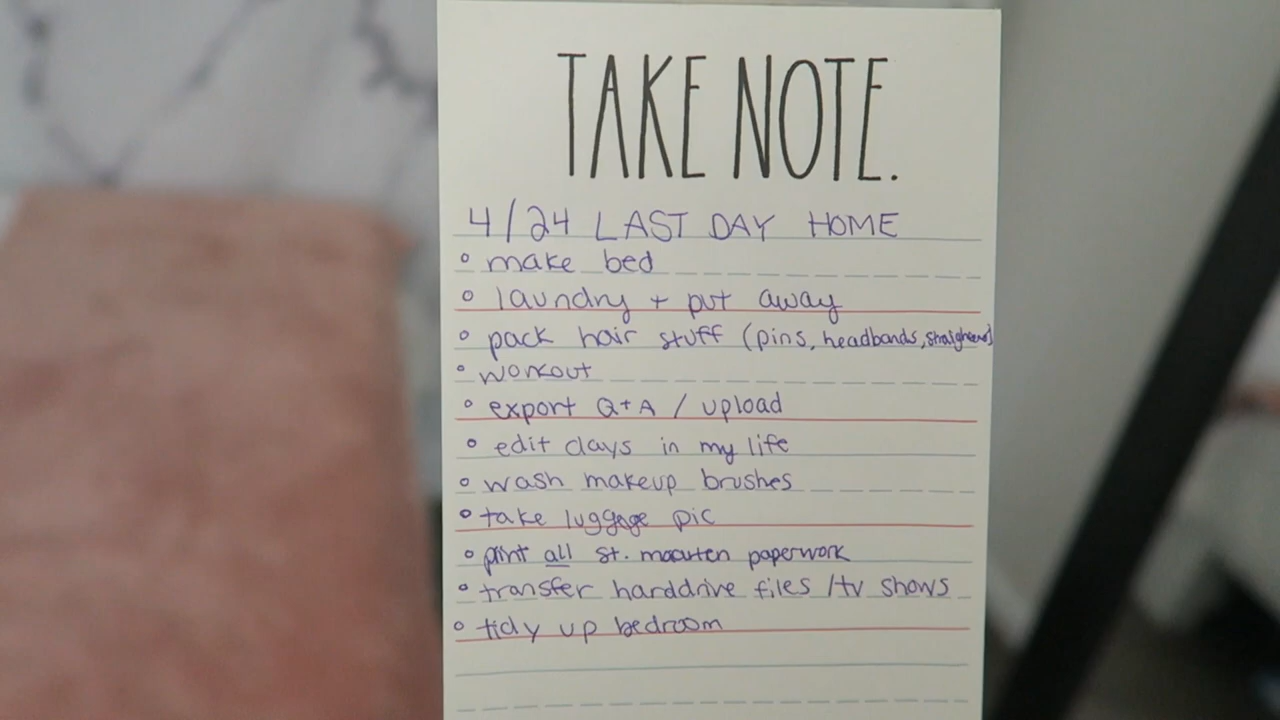 TAKE NOTE.
4/24 LAST DAY HOME
° make bed
° laundry + put away
° pack hair stuff (pins, headbands, straightener)
° workout
° export Q+A / upload
° edit days in my life
° wash makeup brushes
° take luggage pic
° print all St. maarten paperwork
° transfer harddrive files / tv shows
° tidy up bedroom